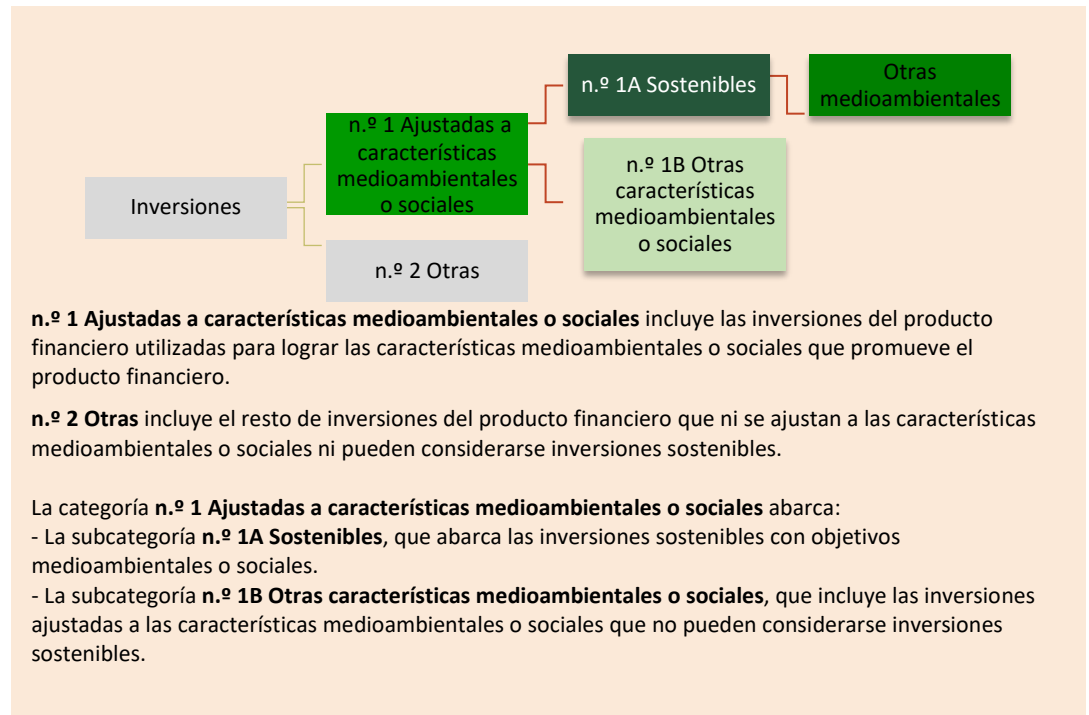 n.º 1A Sostenibles
Otras
medioambientales
n.º 1 Ajustadas a
características
medioambientales
o sociales
n.º 1B Otras
características
medioambientales
o sociales
Inversiones
n.º 2 Otras
n.º 1 Ajustadas a características medioambientales o sociales incluye las inversiones del producto
financiero utilizadas para lograr las características medioambientales o sociales que promueve el
producto financiero.
n.º 2 Otras incluye el resto de inversiones del producto financiero que ni se ajustan a las características
medioambientales o sociales ni pueden considerarse inversiones sostenibles.
La categoría n.º 1 Ajustadas a características medioambientales o sociales abarca:
- La subcategoría n.º 1A Sostenibles, que abarca las inversiones sostenibles con objetivos
medioambientales o sociales.
- La subcategoría n.º 1B Otras características medioambientales o sociales, que incluye las inversiones
ajustadas a las características medioambientales o sociales que no pueden considerarse inversiones
sostenibles.